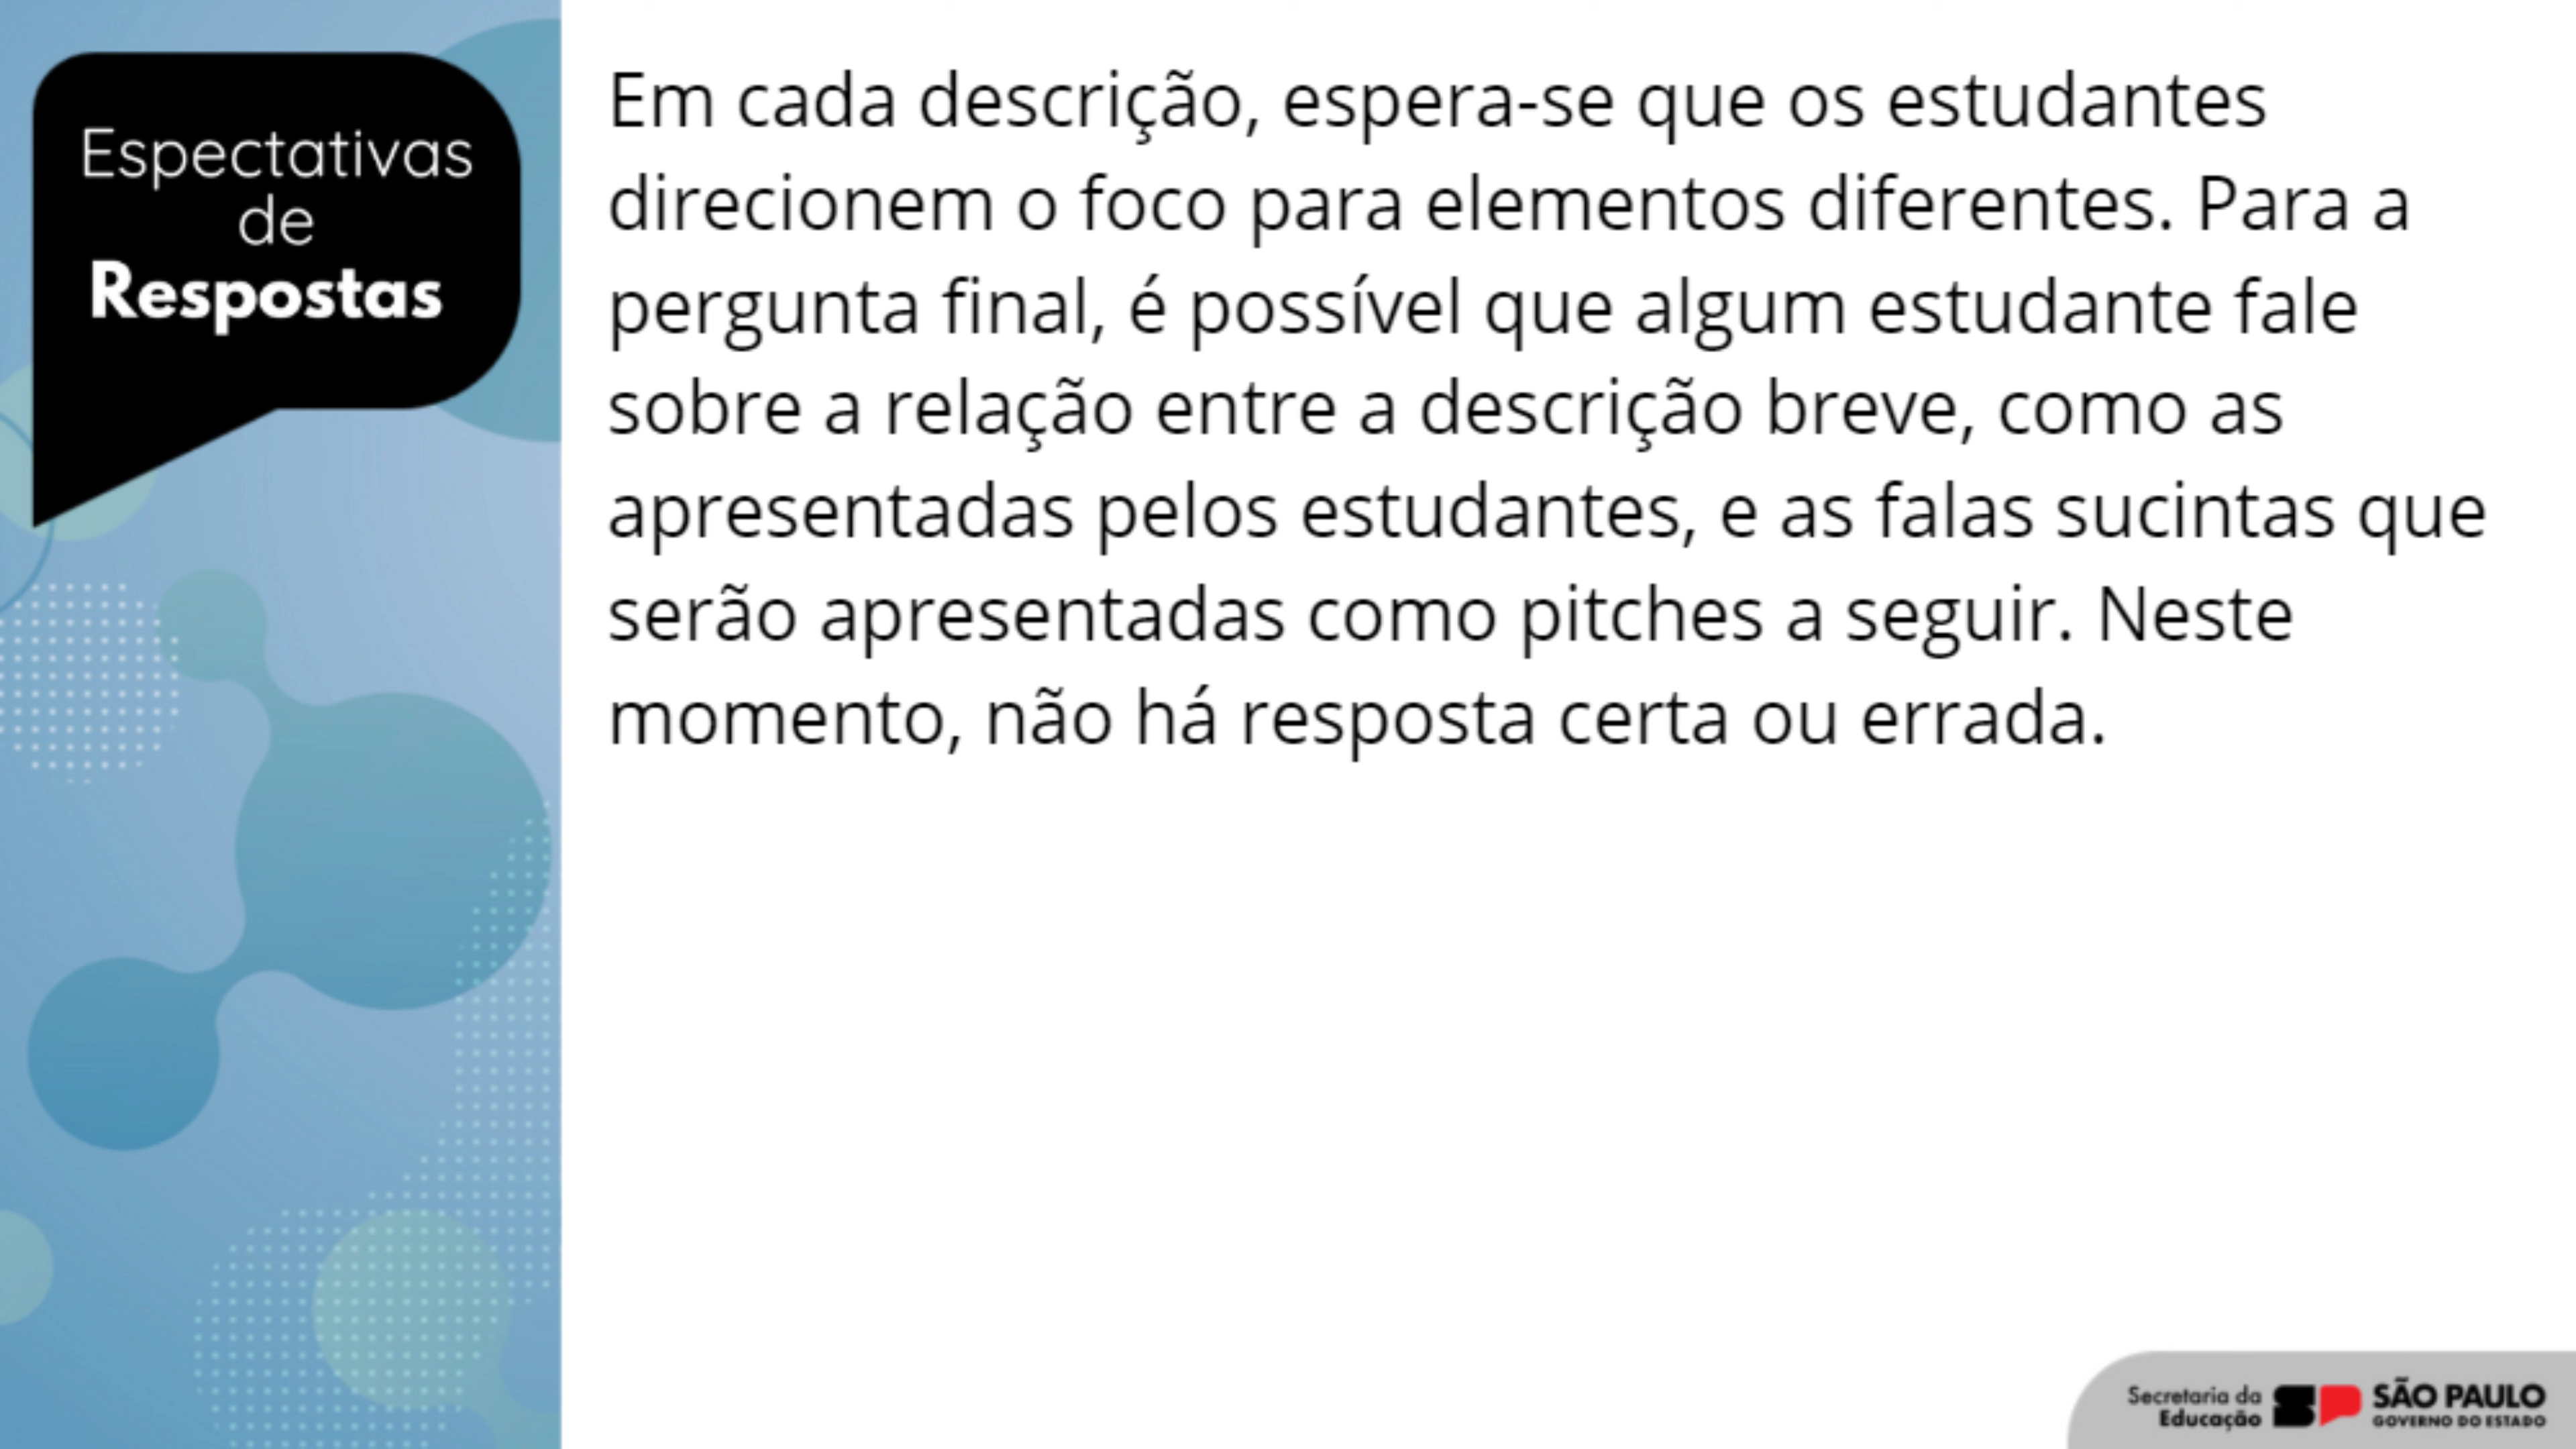 Espectativas
de
Respostas
Em cada descrição, espera-se que os estudantes
direcionem o foco para elementos diferentes. Para a
pergunta final, é possível que algum estudante fale
sobre a relação entre a descrição breve, como as
apresentadas pelos estudantes, e as falas sucintas que
serão apresentadas como pitches a seguir. Neste
momento, não há resposta certa ou errada.
Secretaria da
Educação
SP
SÃO PAULO
GOVERNO DO ESTADO